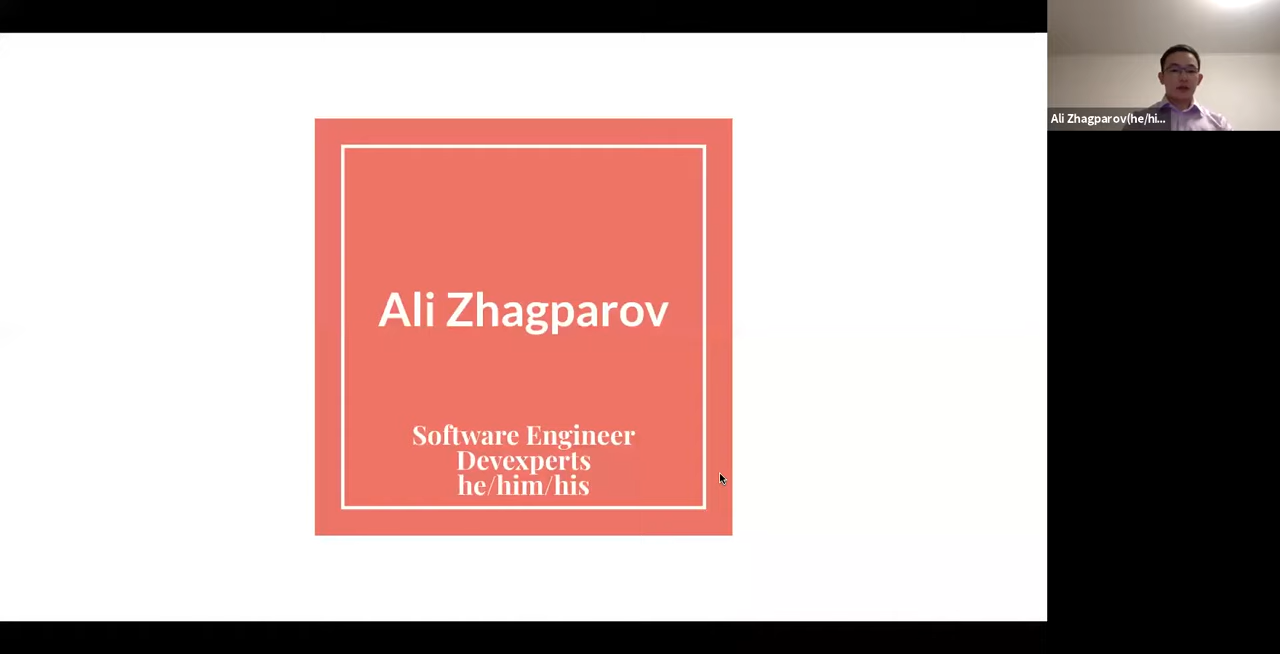 Ali Zhagparov
Software Engineer
Devexperts
he/him/his
Ali Zhagparov(he/hi...